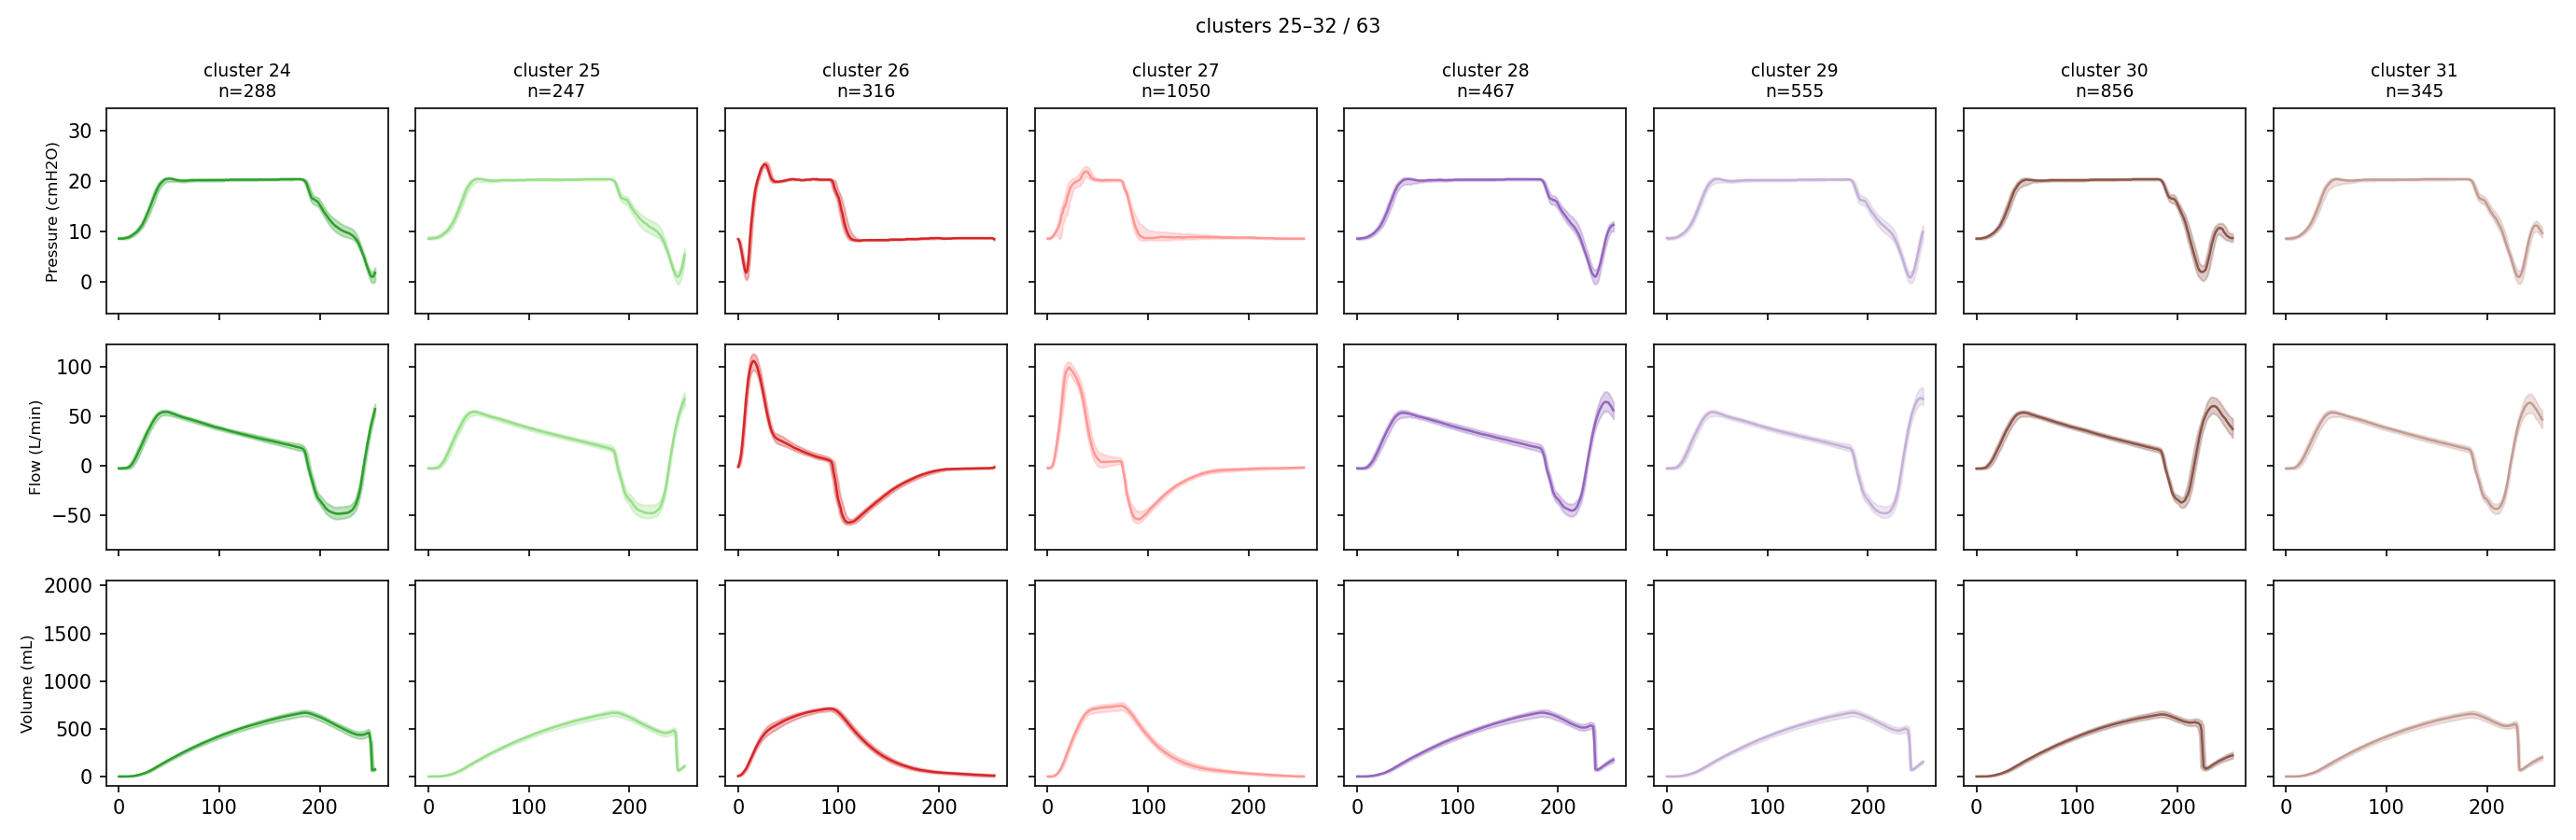 clusters 25–32 / 63
cluster 24
n=288
cluster 25
n=247
cluster 26
n=316
cluster 27
n=1050
cluster 28
n=467
cluster 29
n=555
cluster 30
n=856
cluster 31
n=345
Pressure (cmH2O)
30
20
10
0
Flow (L/min)
100
50
0
−50
Volume (mL)
2000
1500
1000
500
0
0 100 200 0 100 200 0 100 200 0 100 200 0 100 200 0 100 200 0 100 200 0 100 200